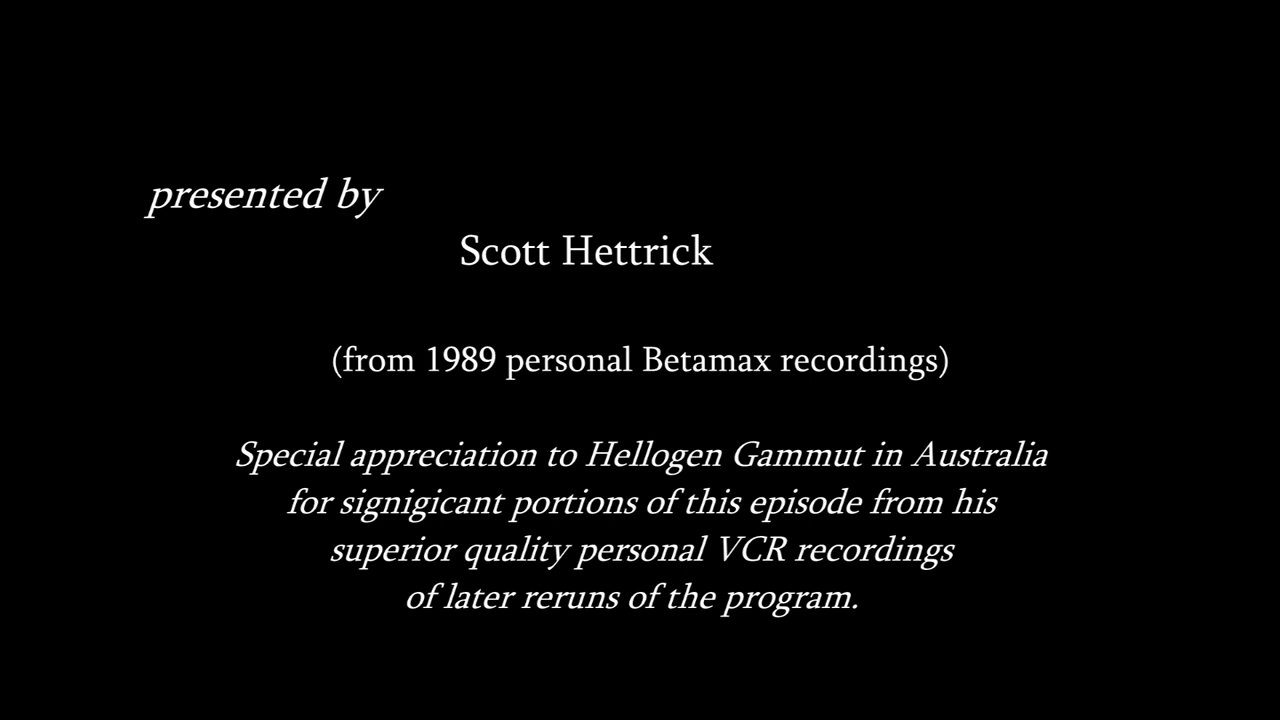 presented by
Scott Hettrick
(from 1989 personal Betamax recordings)
Special appreciation to Hellogen Gammut in Australia
for signigicant portions of this episode from his
superior quality personal VCR recordings
of later reruns of the program.